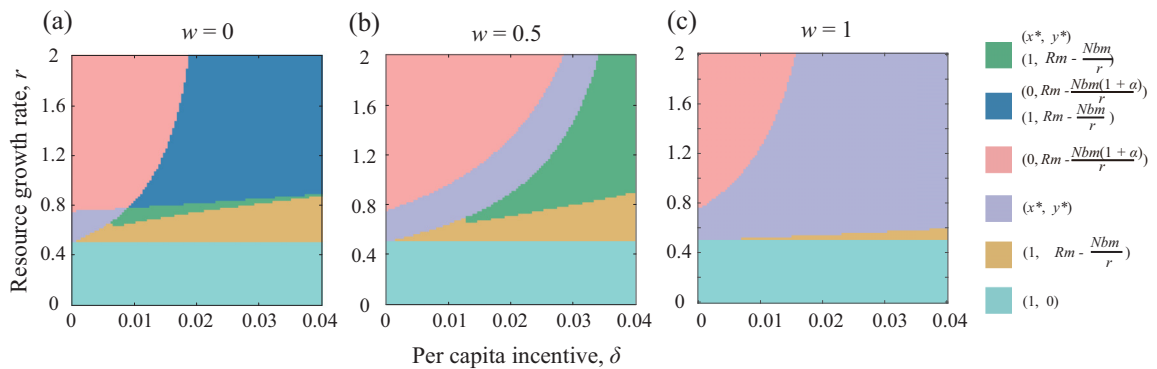 (a) (b) (c)
w = 0 w = 0.5 w = 1
Resource growth rate, r
2
1.6
1.2
0.8
0.4
0
0 0.01 0.02 0.03 0.04
2
1.6
1.2
0.8
0.4
0
0 0.01 0.02 0.03 0.04
2
1.6
1.2
0.8
0.4
0
0 0.01 0.02 0.03 0.04
Per capita incentive, δ
(x*, y*)
(1, Rm - Nbm/r)
(0, Rm - Nbm(1 + α)/r)
(1, Rm - Nbm/r)
(0, Rm - Nbm(1 + α)/r)
(x*, y*)
(1, Rm - Nbm/r)
(1, 0)